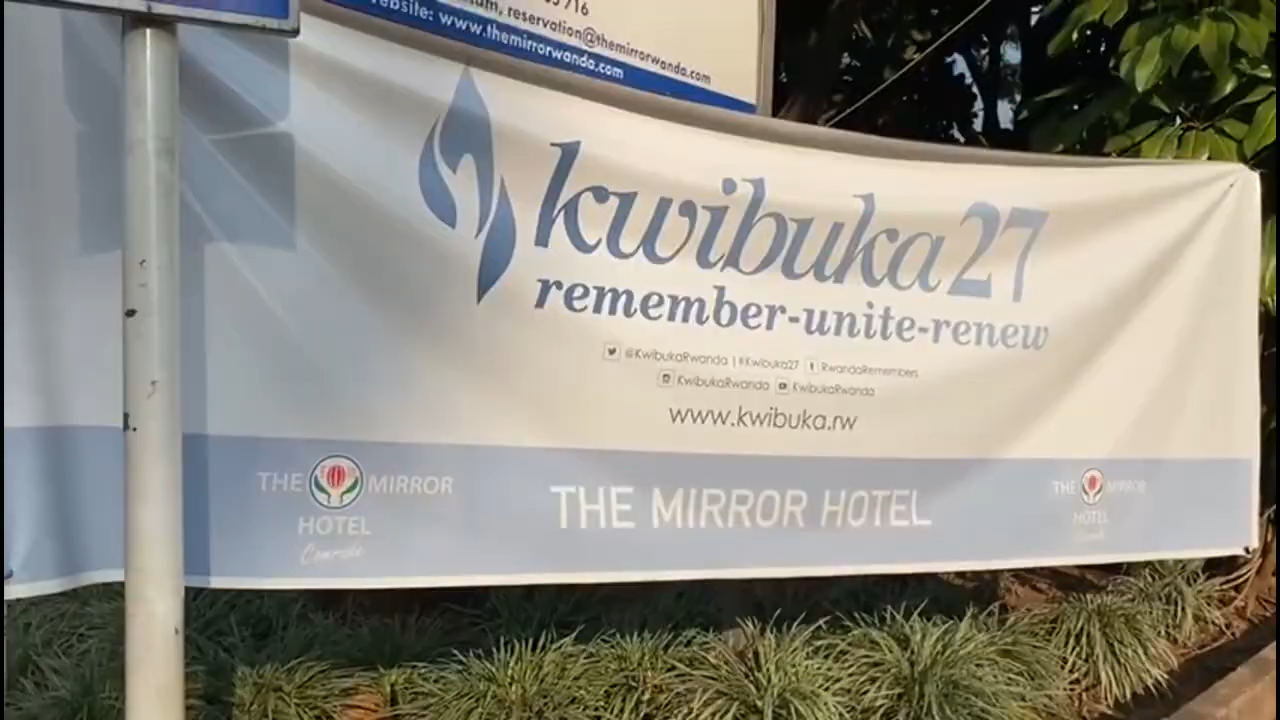 reservation@themirrorwanda.com
website: www.themirrorwanda.com
kwibuka27
remember-unite-renew
@KwibukaRwanda | #Kwibuka27 RwandaRemembers
KwibukaRwanda KwibukaRwanda
www.kwibuka.rw
THE MIRROR
HOTEL
THE MIRROR HOTEL
THE MIRROR
HOTEL